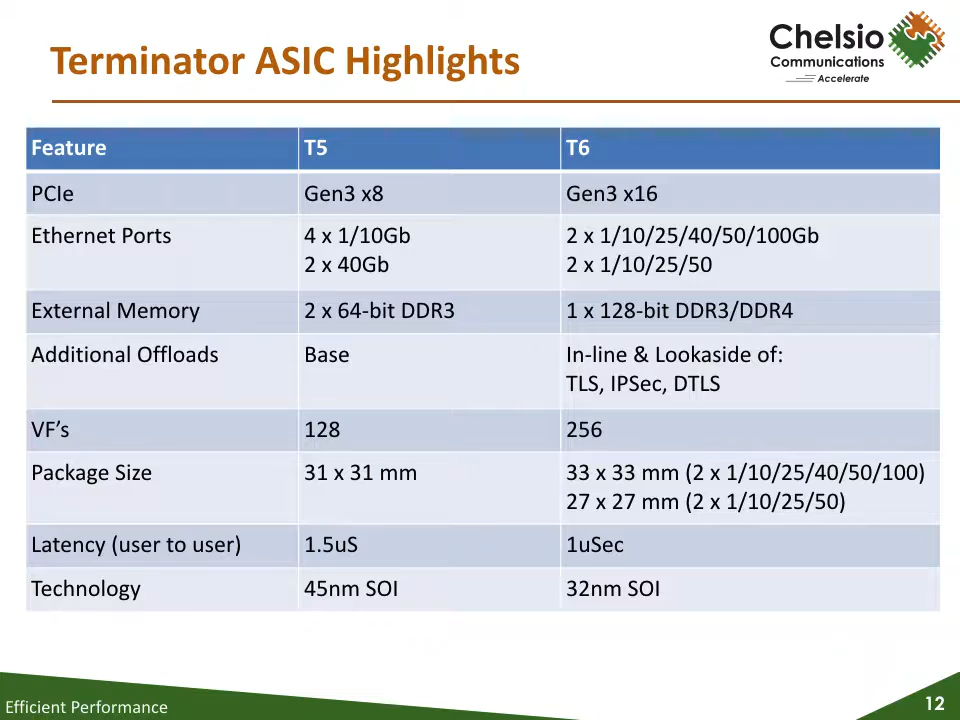 Terminator ASIC Highlights
Chelsio
Communications
Accelerate
Feature T5 T6
PCIe Gen3 x8 Gen3 x16
Ethernet Ports 4 x 1/10Gb 2 x 1/10/25/40/50/100Gb
2 x 40Gb 2 x 1/10/25/50
External Memory 2 x 64-bit DDR3 1 x 128-bit DDR3/DDR4
Additional Offloads Base In-line & Lookaside of:
TLS, IPSec, DTLS
VF’s 128 256
Package Size 31 x 31 mm 33 x 33 mm (2 x 1/10/25/40/50/100)
27 x 27 mm (2 x 1/10/25/50)
Latency (user to user) 1.5uS 1uSec
Technology 45nm SOI 32nm SOI
Efficient Performance
12